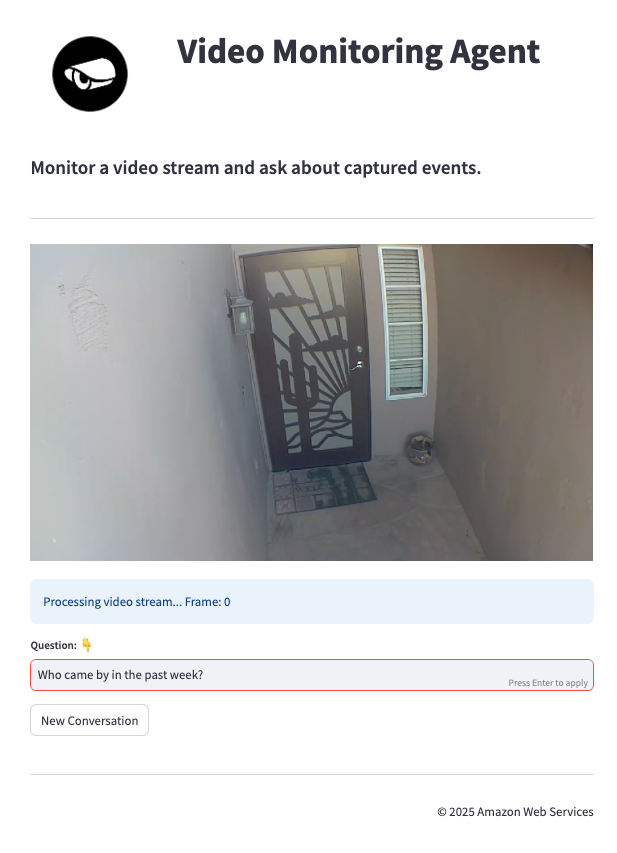 Video Monitoring Agent
Monitor a video stream and ask about captured events.
Processing video stream... Frame: 0
Question: 👇
Who came by in the past week?
Press Enter to apply
New Conversation
© 2025 Amazon Web Services